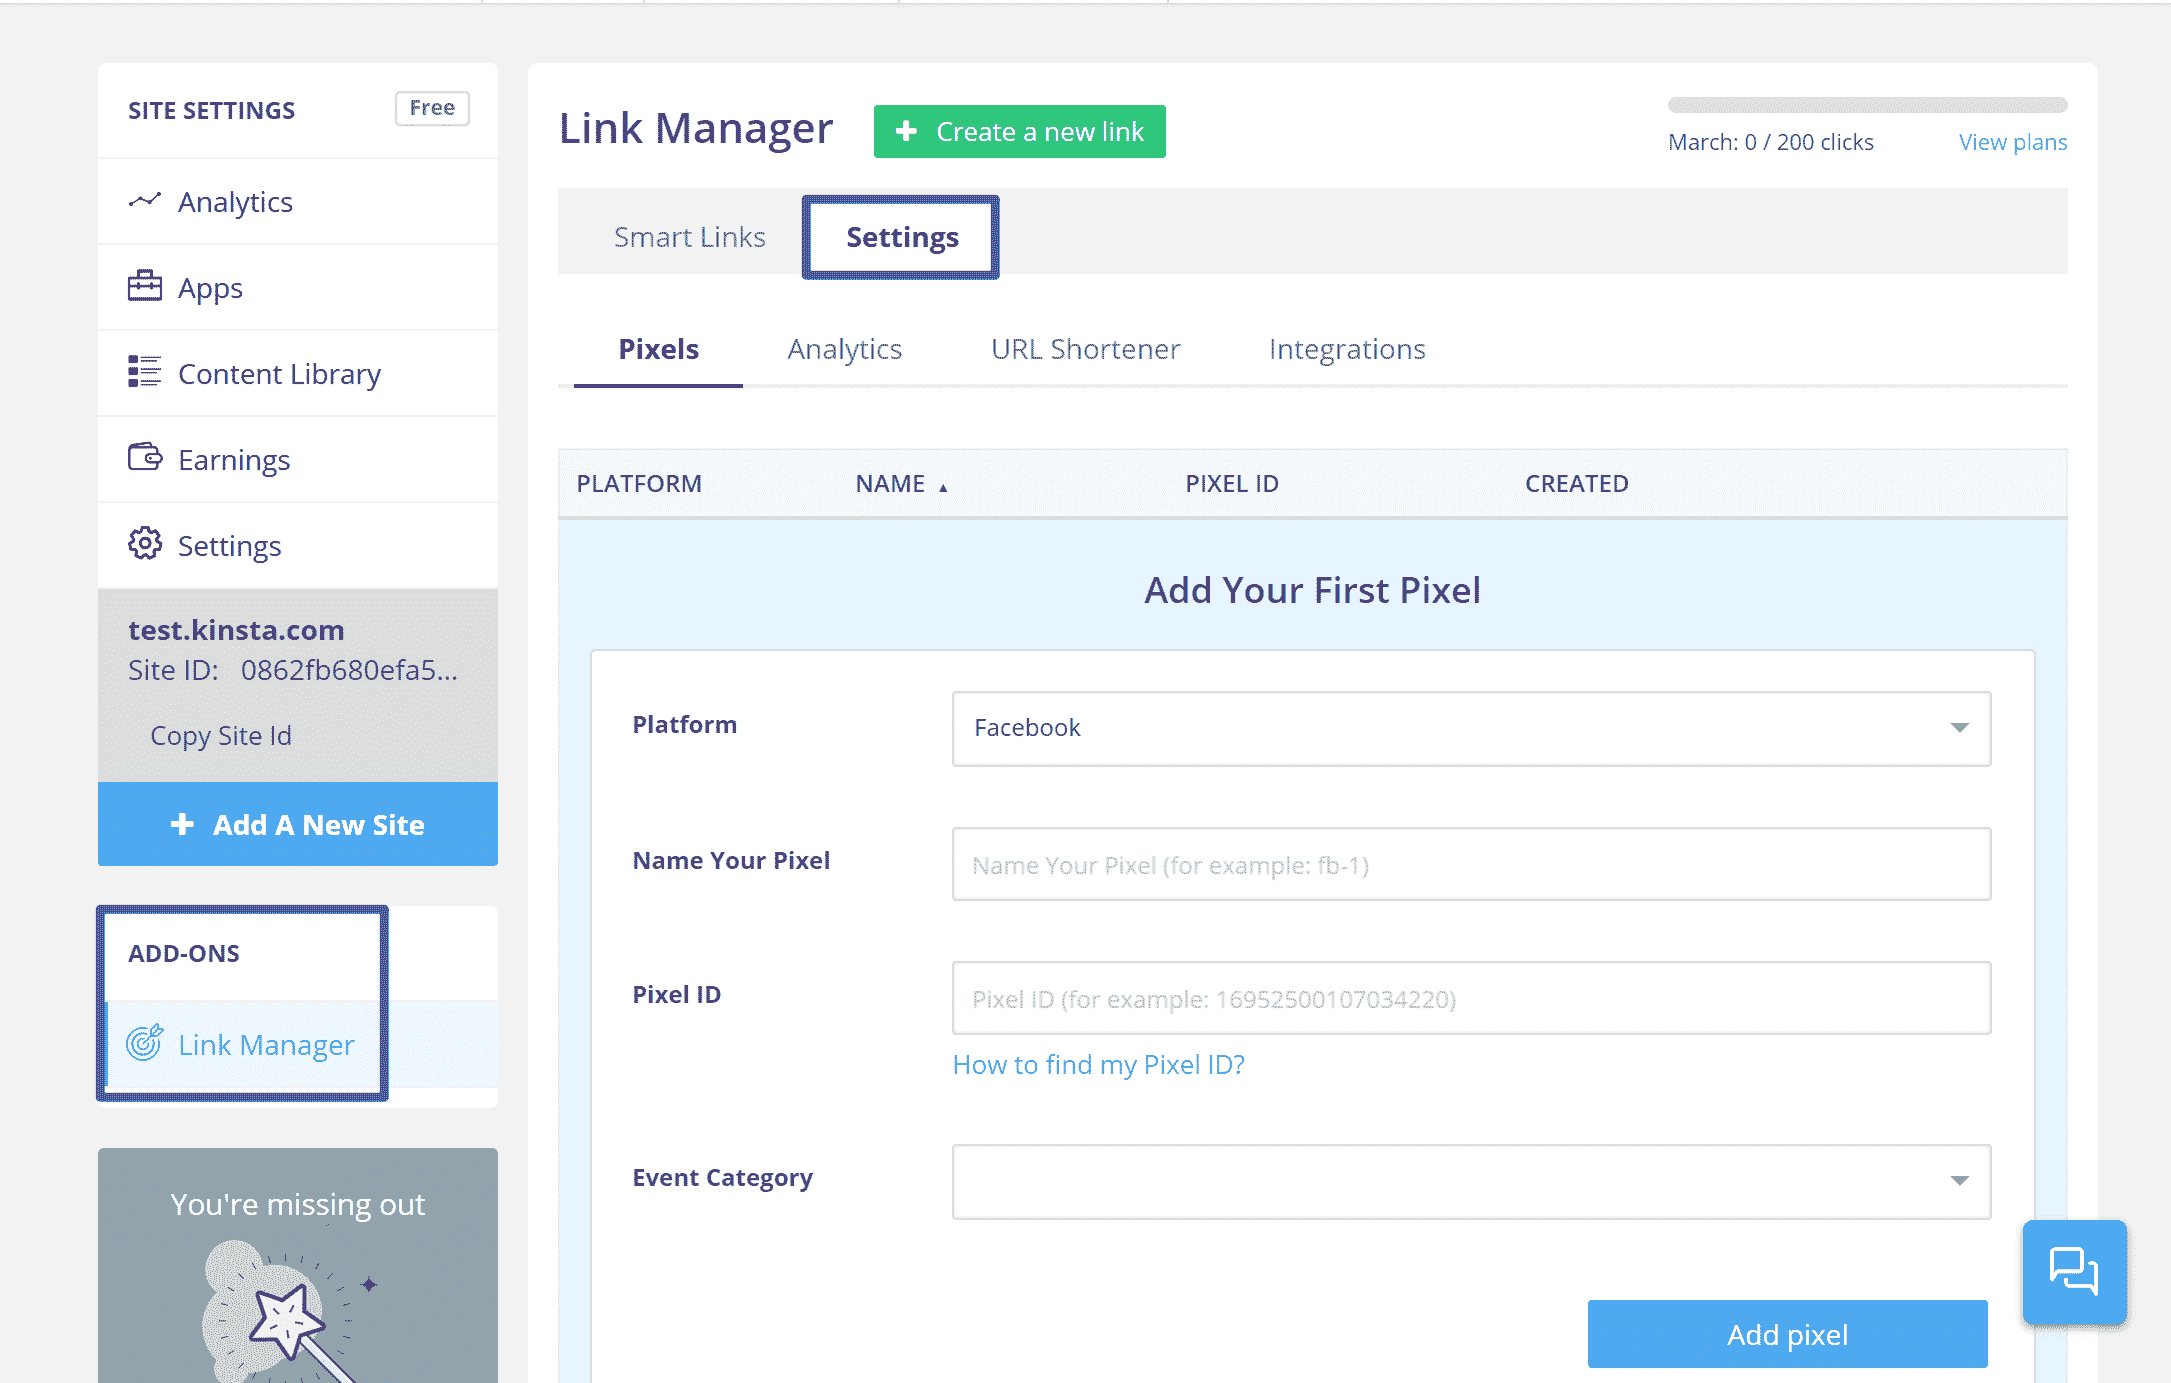 SITE SETTINGS Free
Analytics
Apps
Content Library
Earnings
Settings
test.kinsta.com
Site ID: 0862fb680efa5...
Copy Site Id
+ Add A New Site
ADD-ONS
Link Manager
You're missing out
Link Manager
+ Create a new link
March: 0 / 200 clicks
View plans
Smart Links Settings
Pixels Analytics URL Shortener Integrations
PLATFORM NAME ▲ PIXEL ID CREATED
Add Your First Pixel
Platform Facebook
Name Your Pixel Name Your Pixel (for example: fb-1)
Pixel ID Pixel ID (for example: 16952500107034220)
How to find my Pixel ID?
Event Category
Add pixel